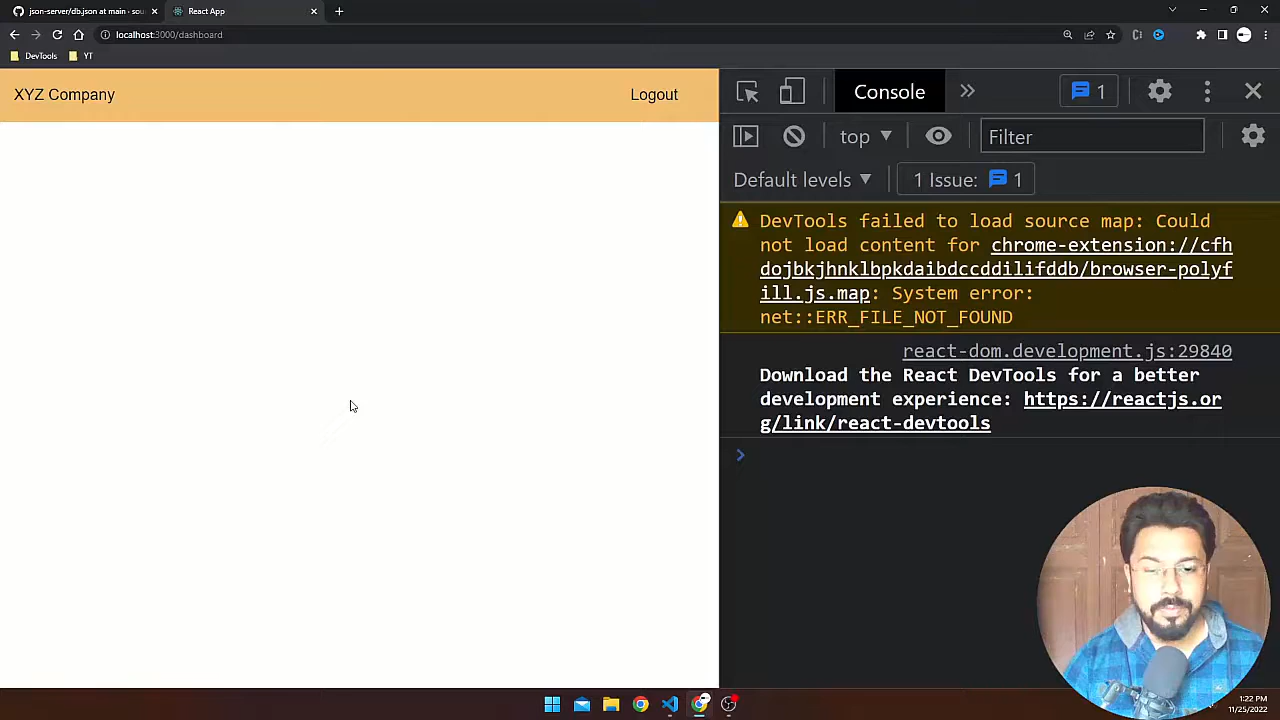 json-server/db.json at main · sou
React App
localhost:3000/dashboard
DevTools
YT
XYZ Company
Logout
Console
1
top
Filter
Default levels
1 Issue:
1
DevTools failed to load source map: Could
not load content for chrome-extension://cfh
dojbkjhnklbpkdaibdccddilifddb/browser-polyf
ill.js.map: System error:
net::ERR_FILE_NOT_FOUND
react-dom.development.js:29840
Download the React DevTools for a better
development experience: https://reactjs.or
g/link/react-devtools
1:22 PM
11/25/2022